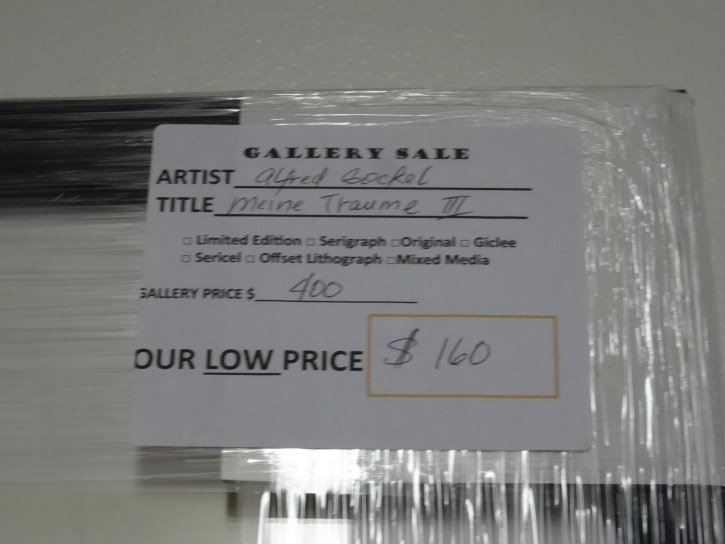 GALLERY SALE
ARTIST Alfred Gockel
TITLE Meine Traume III
□ Limited Edition □ Serigraph □Original □ Giclee
□ Sericel □ Offset Lithograph □Mixed Media
GALLERY PRICE $ 400
OUR LOW PRICE $ 160